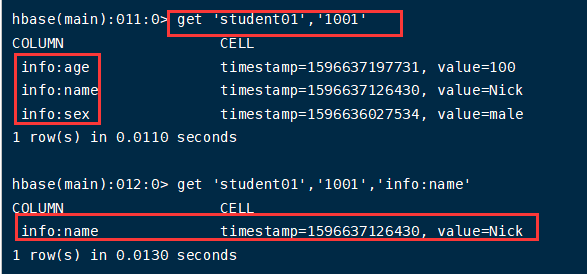 hbase(main):011:0> get 'student01','1001'
COLUMN CELL
info:age timestamp=1596637197731, value=100
info:name timestamp=1596637126430, value=Nick
info:sex timestamp=1596636027534, value=male
1 row(s) in 0.0110 seconds
hbase(main):012:0> get 'student01','1001','info:name'
COLUMN CELL
info:name timestamp=1596637126430, value=Nick
1 row(s) in 0.0130 seconds